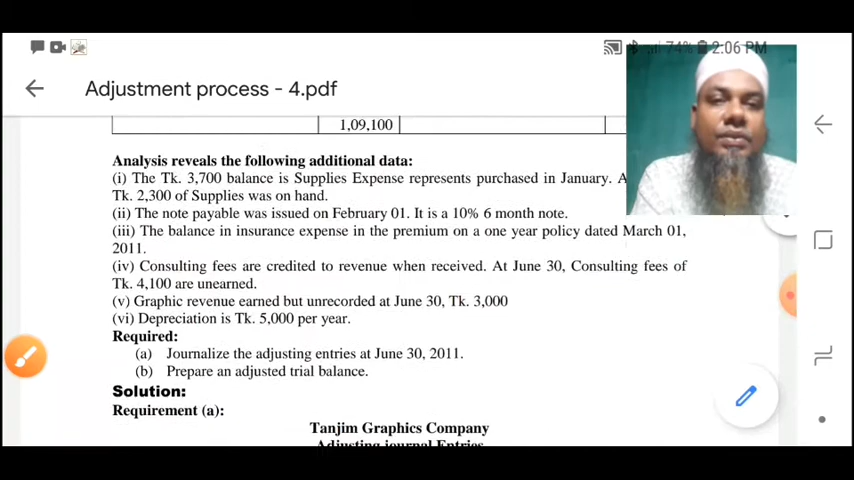 74% 2:06 PM
Adjustment process - 4.pdf
1,09,100
Analysis reveals the following additional data:
(i) The Tk. 3,700 balance is Supplies Expense represents purchased in January. A
Tk. 2,300 of Supplies was on hand.
(ii) The note payable was issued on February 01. It is a 10% 6 month note.
(iii) The balance in insurance expense in the premium on a one year policy dated March 01,
2011.
(iv) Consulting fees are credited to revenue when received. At June 30, Consulting fees of
Tk. 4,100 are unearned.
(v) Graphic revenue earned but unrecorded at June 30, Tk. 3,000
(vi) Depreciation is Tk. 5,000 per year.
Required:
(a) Journalize the adjusting entries at June 30, 2011.
(b) Prepare an adjusted trial balance.
Solution:
Requirement (a):
Tanjim Graphics Company
Adjusting journal Entries